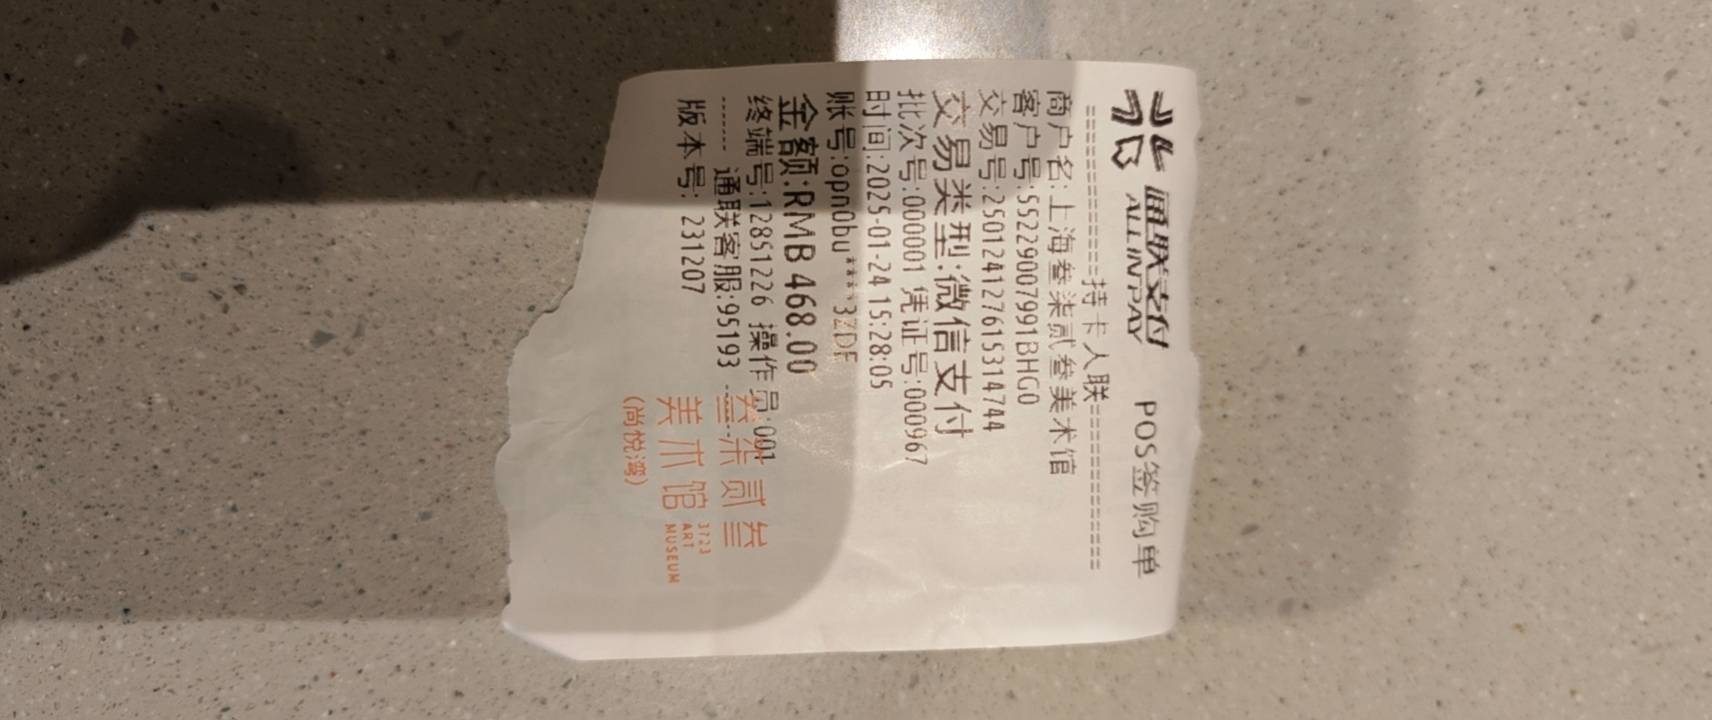 通联支付 POS签购单
ALLINPAY
============持卡人联============
商户名:上海叁柒贰叁美术馆
客户号:55229007991BHG0
交易号:250124127615314744
交易类型:微信支付
批次号:000001 凭证号:000967
时间:2025-01-24 15:28:05
账号:opn0bu****3ZDE
金额:RMB 468.00
终端号:12851226 操作员:001
------ 通联客服:95193 ------
版本号: 231207
叁柒贰叁
美术馆 3723 ART MUSEUM
(尚悦湾)